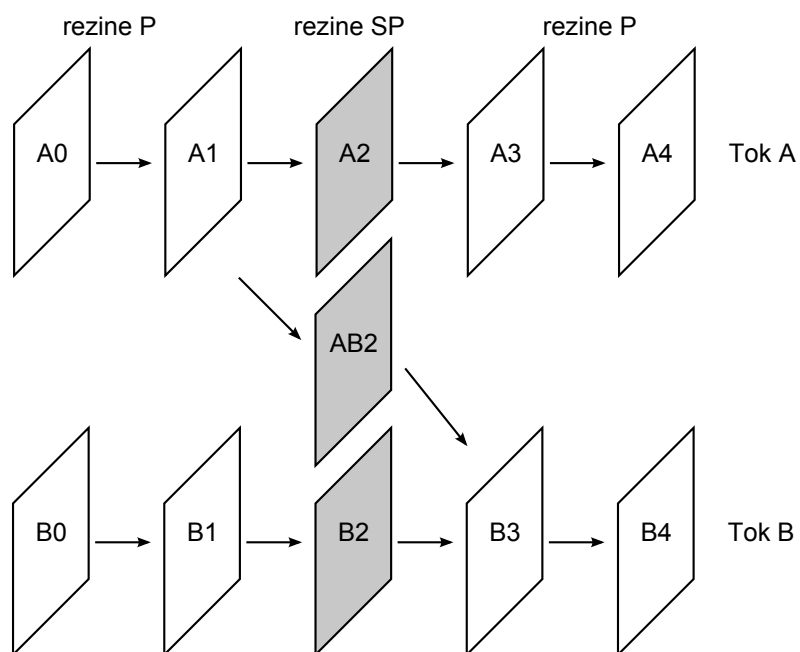 rezine P rezine SP rezine P
A0 A1 A2 A3 A4 Tok A
AB2
B0 B1 B2 B3 B4 Tok B